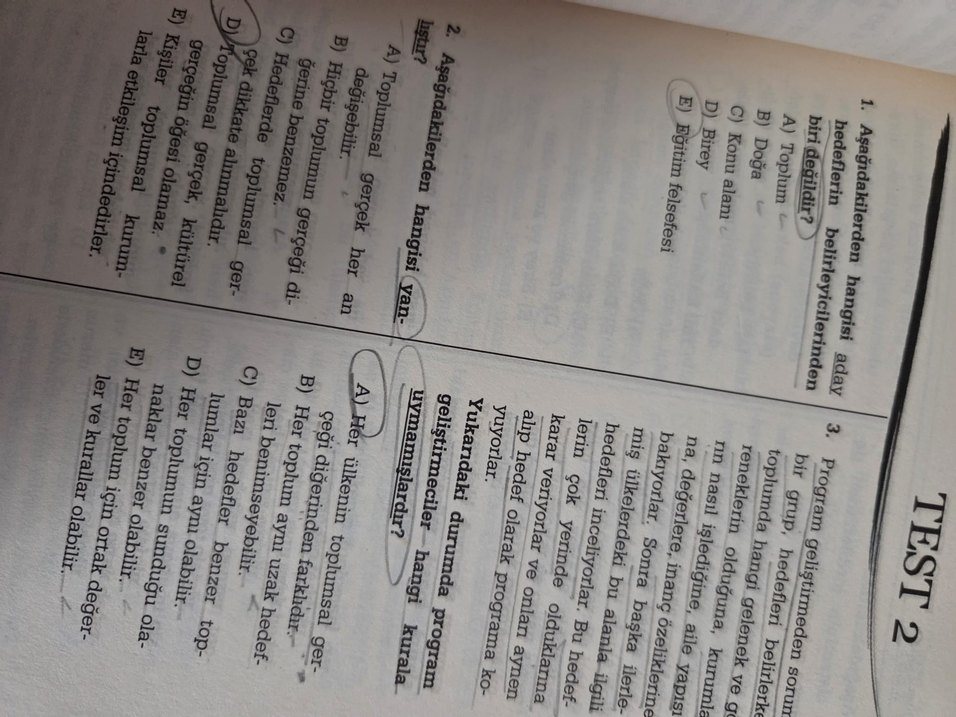 TEST 2
1. Aşağıdakilerden hangisi aday
hedeflerin belirleyicilerinden
biri değildir?
A) Toplum
B) Doğa
C) Konu alanı
D) Birey
E) Eğitim felsefesi
2. Aşağıdakilerden hangisi yan-
lıştır?
A) Toplumsal gerçek her an
değişebilir.
B) Hiçbir toplumun gerçeği di-
ğerine benzemez.
C) Hedeflerde toplumsal ger-
çek dikkate alınmalıdır.
D) Toplumsal gerçek, kültürel
gerçeğin öğesi olamaz.
E) Kişiler toplumsal kurum-
larla etkileşim içindedirler.
3. Program geliştirmeden
bir grup, hedefleri
toplumda hangi gelenek ve
reneklerin olduğuna,
rın nasıl işlediğine, aile yapısı
na, değerlere, inanç özeliklerine
bakıyorlar. Sonra başka ilerle-
miş ülkelerdeki bu alanla ilgili
hedefleri inceliyorlar. Bu hedef-
lerin çok yerinde olduklarına
karar veriyorlar ve onları aynen
alıp hedef olarak programa ko-
yuyorlar.
Yukarıdaki durumda program
geliştirmeciler hangi kurala
uymamışlardır?
A) Her ülkenin toplumsal ger-
çeği diğerinden farklıdır.
B) Her toplum aynı uzak hedef-
leri benimseyebilir.
C) Bazı hedefler benzer top-
lumlar için aynı olabilir.
D) Her toplumun sunduğu ola-
naklar benzer olabilir.
E) Her toplum için ortak değer-
ler ve kurallar olabilir.